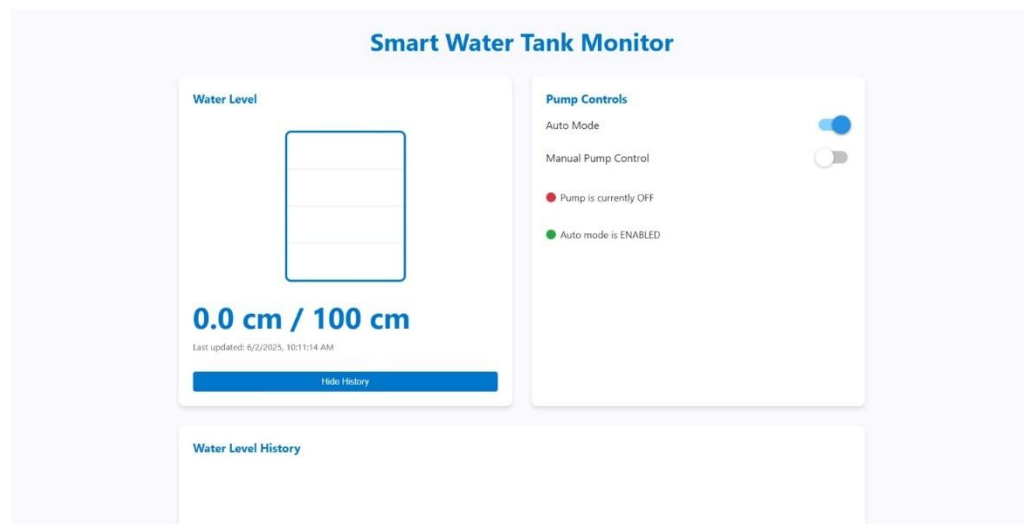 Smart Water Tank Monitor
Water Level
0.0 cm / 100 cm
Last updated: 6/2/2025, 10:11:14 AM
Hide History
Pump Controls
Auto Mode
Manual Pump Control
Pump is currently OFF
Auto mode is ENABLED
Water Level History